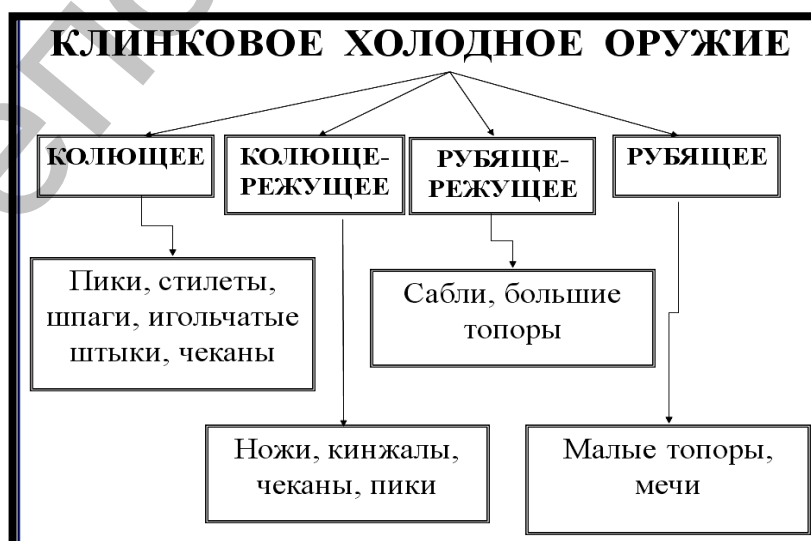 КЛИНКОВОЕ ХОЛОДНОЕ ОРУЖИЕ
КОЛЮЩЕЕ
КОЛЮЩЕ-
РЕЖУЩЕЕ
РУБЯЩЕ-
РЕЖУЩЕЕ
РУБЯЩЕЕ
Пики, стилеты,
шпаги, игольчатые
штыки, чеканы
Сабли, большие
топоры
Ножи, кинжалы,
чеканы, пики
Малые топоры,
мечи